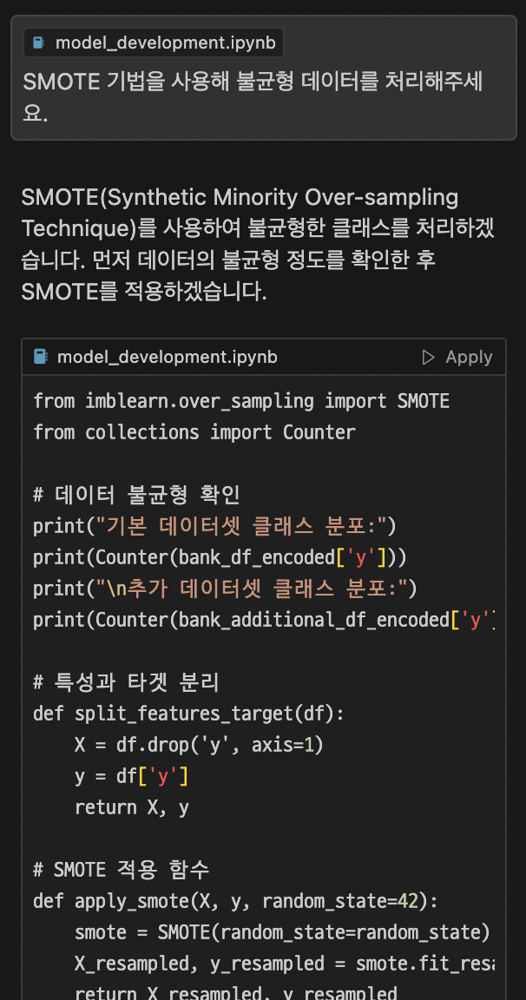 model_development.ipynb
SMOTE 기법을 사용해 불균형 데이터를 처리해주세
요.
SMOTE(Synthetic Minority Over-sampling
Technique)를 사용하여 불균형한 클래스를 처리하겠
습니다. 먼저 데이터의 불균형 정도를 확인한 후
SMOTE를 적용하겠습니다.
model_development.ipynb Apply
from imblearn.over_sampling import SMOTE
from collections import Counter
# 데이터 불균형 확인
print("기본 데이터셋 클래스 분포:")
print(Counter(bank_df_encoded['y']))
print("\n추가 데이터셋 클래스 분포:")
print(Counter(bank_additional_df_encoded['y']
# 특성과 타겟 분리
def split_features_target(df):
    X = df.drop('y', axis=1)
    y = df['y']
    return X, y
# SMOTE 적용 함수
def apply_smote(X, y, random_state=42):
    smote = SMOTE(random_state=random_state)
    X_resampled, y_resampled = smote.fit_resa
    return X_resampled, y_resampled